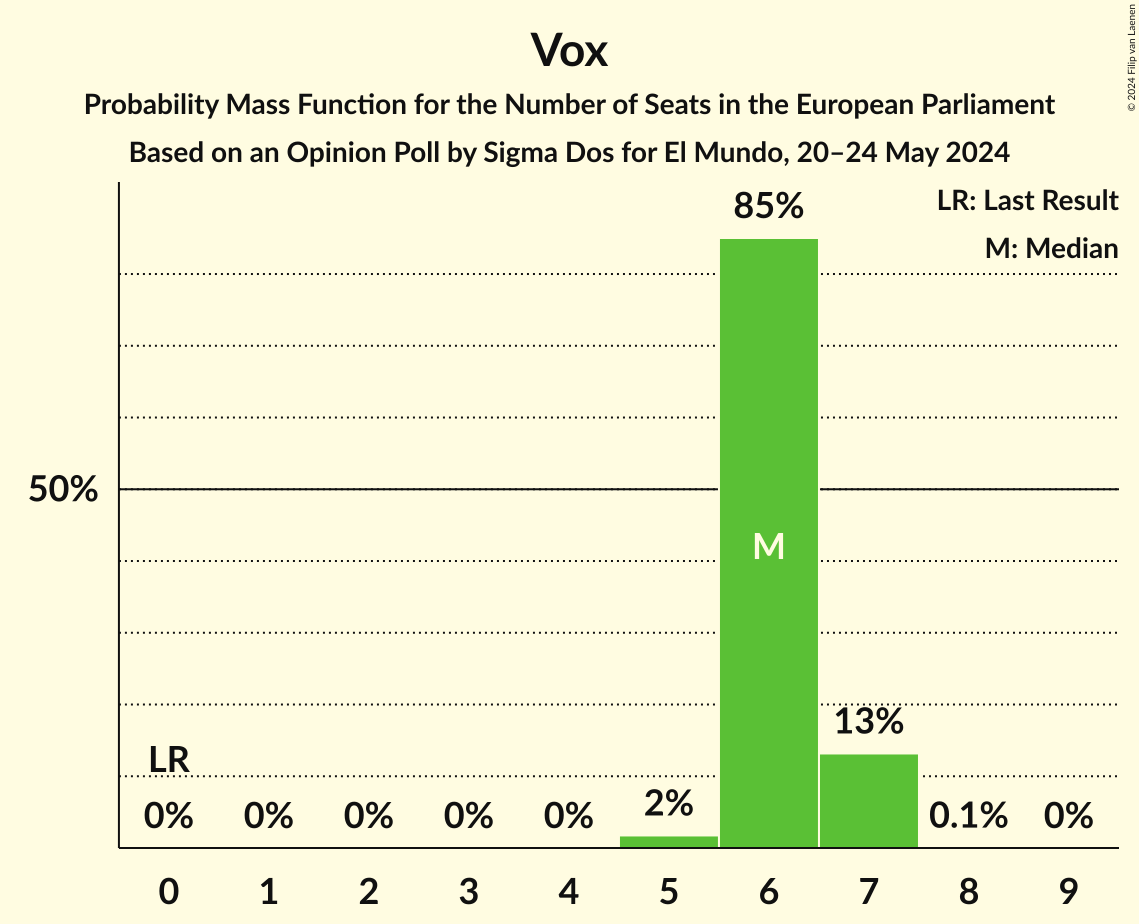 Vox
Probability Mass Function for the Number of Seats in the European Parliament
Based on an Opinion Poll by Sigma Dos for El Mundo, 20–24 May 2024
© 2024 Filip van Laenen
LR: Last Result
M: Median
85%
50%
M
13%
LR
2%
0% 0% 0% 0% 0% 0.1% 0%
0 1 2 3 4 5 6 7 8 9